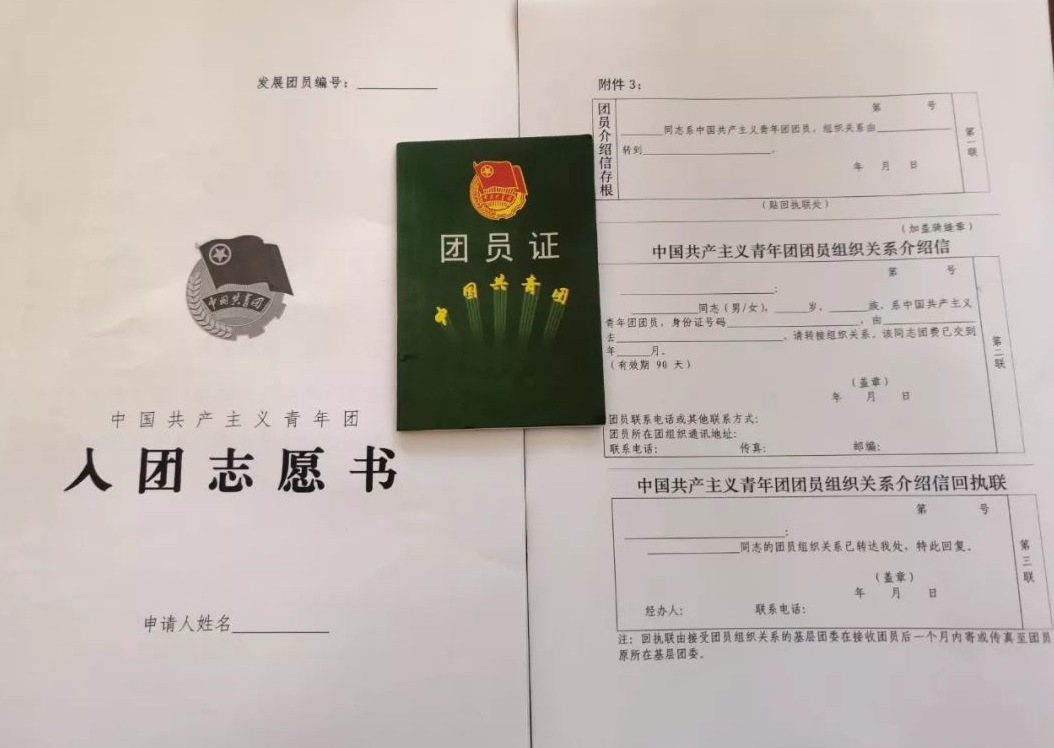 发展团员编号：
中国共青团
中国共产主义青年团
入团志愿书
申请人姓名
团员证
中国共青团
附件 3：
团员介绍信存根
第 号
同志系中国共产主义青年团团员，组织关系由
转到 。
年 月 日
第一联
（贴回执联处）
（加盖骑缝章）
中国共产主义青年团团员组织关系介绍信
第 号
：
同志（男/女）， 岁， 族，系中国共产主义
青年团团员，身份证号码 ，由
去 ，请转接组织关系。该同志团费已交到
年 月。
（有效期 90 天）
（盖章）
年 月 日
第二联
团员联系电话或其他联系方式：
团员所在团组织通讯地址：
联系电话： 传真： 邮编：
中国共产主义青年团团员组织关系介绍信回执联
第 号
：
同志的团员组织关系已转达我处，特此回复。
（盖章）
年 月 日
经办人： 联系电话：
第三联
注：回执联由接受团员组织关系的基层团委在接收团员后一个月内寄或传真至团员
原所在基层团委。